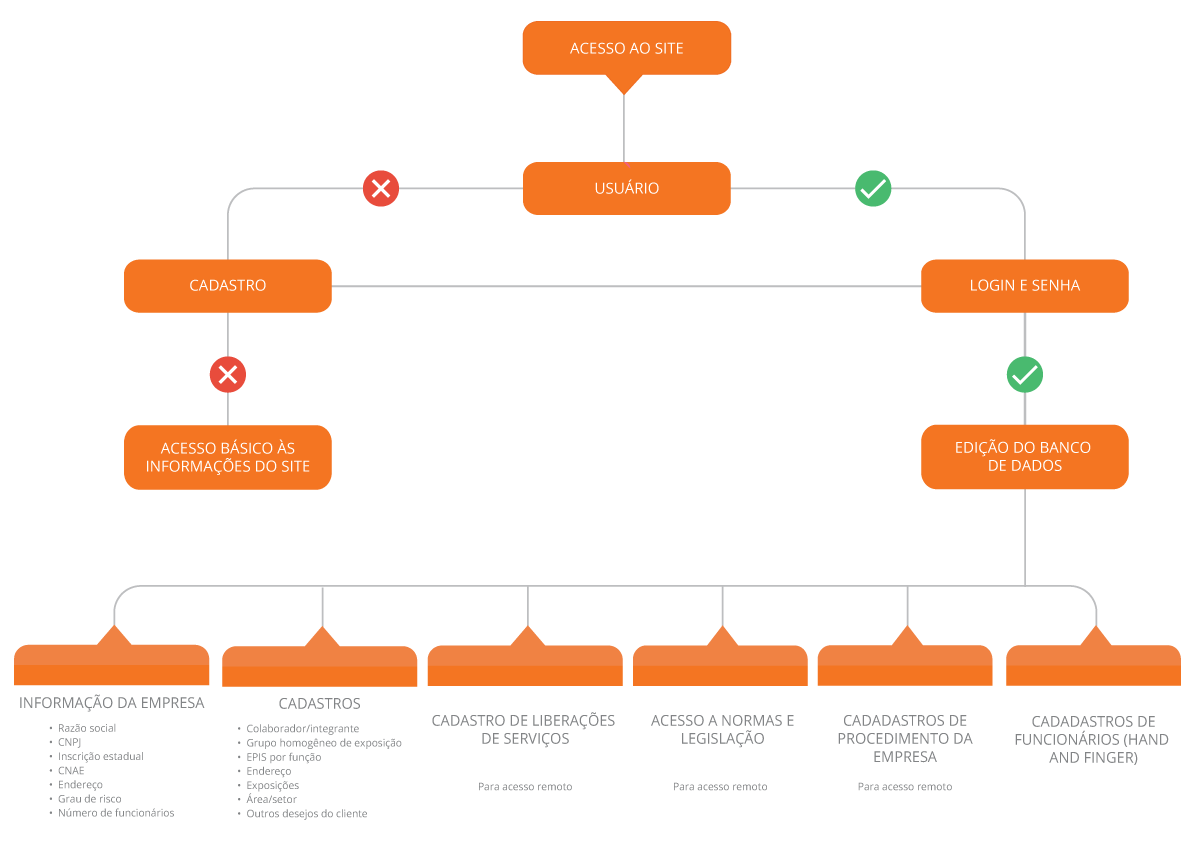 ACESSO AO SITE
USUÁRIO
CADASTRO
LOGIN E SENHA
ACESSO BÁSICO ÀS
INFORMAÇÕES DO SITE
EDIÇÃO DO BANCO
DE DADOS
INFORMAÇÃO DA EMPRESA
• Razão social
• CNPJ
• Inscrição estadual
• CNAE
• Endereço
• Grau de risco
• Número de funcionários
CADASTROS
• Colaborador/integrante
• Grupo homogêneo de exposição
• EPIS por função
• Endereço
• Exposições
• Área/setor
• Outros desejos do cliente
CADASTRO DE LIBERAÇÕES
DE SERVIÇOS
Para acesso remoto
ACESSO A NORMAS E
LEGISLAÇÃO
Para acesso remoto
CADADASTROS DE
PROCEDIMENTO DA
EMPRESA
Para acesso remoto
CADADASTROS DE
FUNCIONÁRIOS (HAND
AND FINGER)